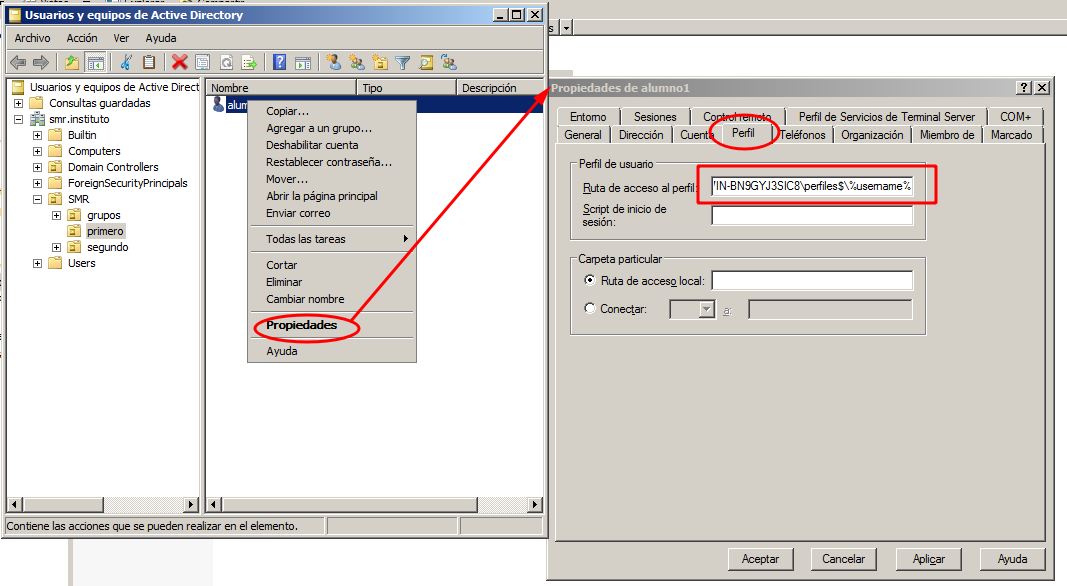 Usuarios y equipos de Active Directory
Archivo Acción Ver Ayuda
Usuarios y equipos de Active Direct
Consultas guardadas
smr.instituto
Builtin
Computers
Domain Controllers
ForeignSecurityPrincipals
SMR
grupos
primero
segundo
Users
Nombre Tipo Descripción
alum
Copiar...
Agregar a un grupo...
Deshabilitar cuenta
Restablecer contraseña...
Mover...
Abrir la página principal
Enviar correo
Todas las tareas
Cortar
Eliminar
Cambiar nombre
Propiedades
Ayuda
Contiene las acciones que se pueden realizar en el elemento.
Propiedades de alumno1
Entorno Sesiones Control remoto Perfil de Servicios de Terminal Server COM+
General Dirección Cuenta Perfil Teléfonos Organización Miembro de Marcado
Perfil de usuario
Ruta de acceso al perfil: 'IN-BN9GYJ3SIC8\perfiles$\%username%
Script de inicio de
sesión:
Carpeta particular
Ruta de acceso local:
Conectar: a:
Aceptar Cancelar Aplicar Ayuda